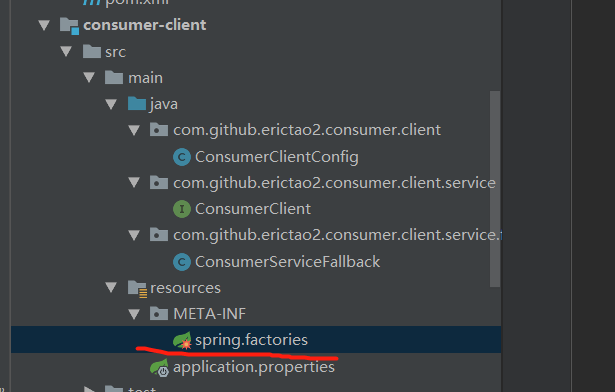 pom.xml
consumer-client
src
main
java
com.github.erictao2.consumer.client
ConsumerClientConfig
com.github.erictao2.consumer.client.service
ConsumerClient
com.github.erictao2.consumer.client.service.
ConsumerServiceFallback
resources
META-INF
spring.factories
application.properties
test